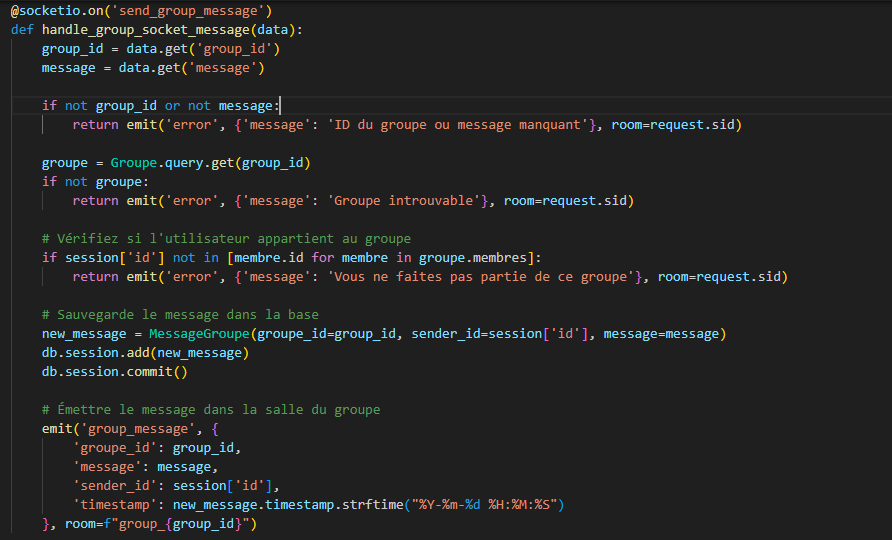 @socketio.on('send_group_message')
def handle_group_socket_message(data):
    group_id = data.get('group_id')
    message = data.get('message')

    if not group_id or not message:
        return emit('error', {'message': 'ID du groupe ou message manquant'}, room=request.sid)

    groupe = Groupe.query.get(group_id)
    if not groupe:
        return emit('error', {'message': 'Groupe introuvable'}, room=request.sid)

    # Vérifiez si l'utilisateur appartient au groupe
    if session['id'] not in [membre.id for membre in groupe.membres]:
        return emit('error', {'message': 'Vous ne faites pas partie de ce groupe'}, room=request.sid)

    # Sauvegarde le message dans la base
    new_message = MessageGroupe(groupe_id=group_id, sender_id=session['id'], message=message)
    db.session.add(new_message)
    db.session.commit()

    # Émettre le message dans la salle du groupe
    emit('group_message', {
        'groupe_id': group_id,
        'message': message,
        'sender_id': session['id'],
        'timestamp': new_message.timestamp.strftime("%Y-%m-%d %H:%M:%S")
    }, room=f"group_{group_id}")